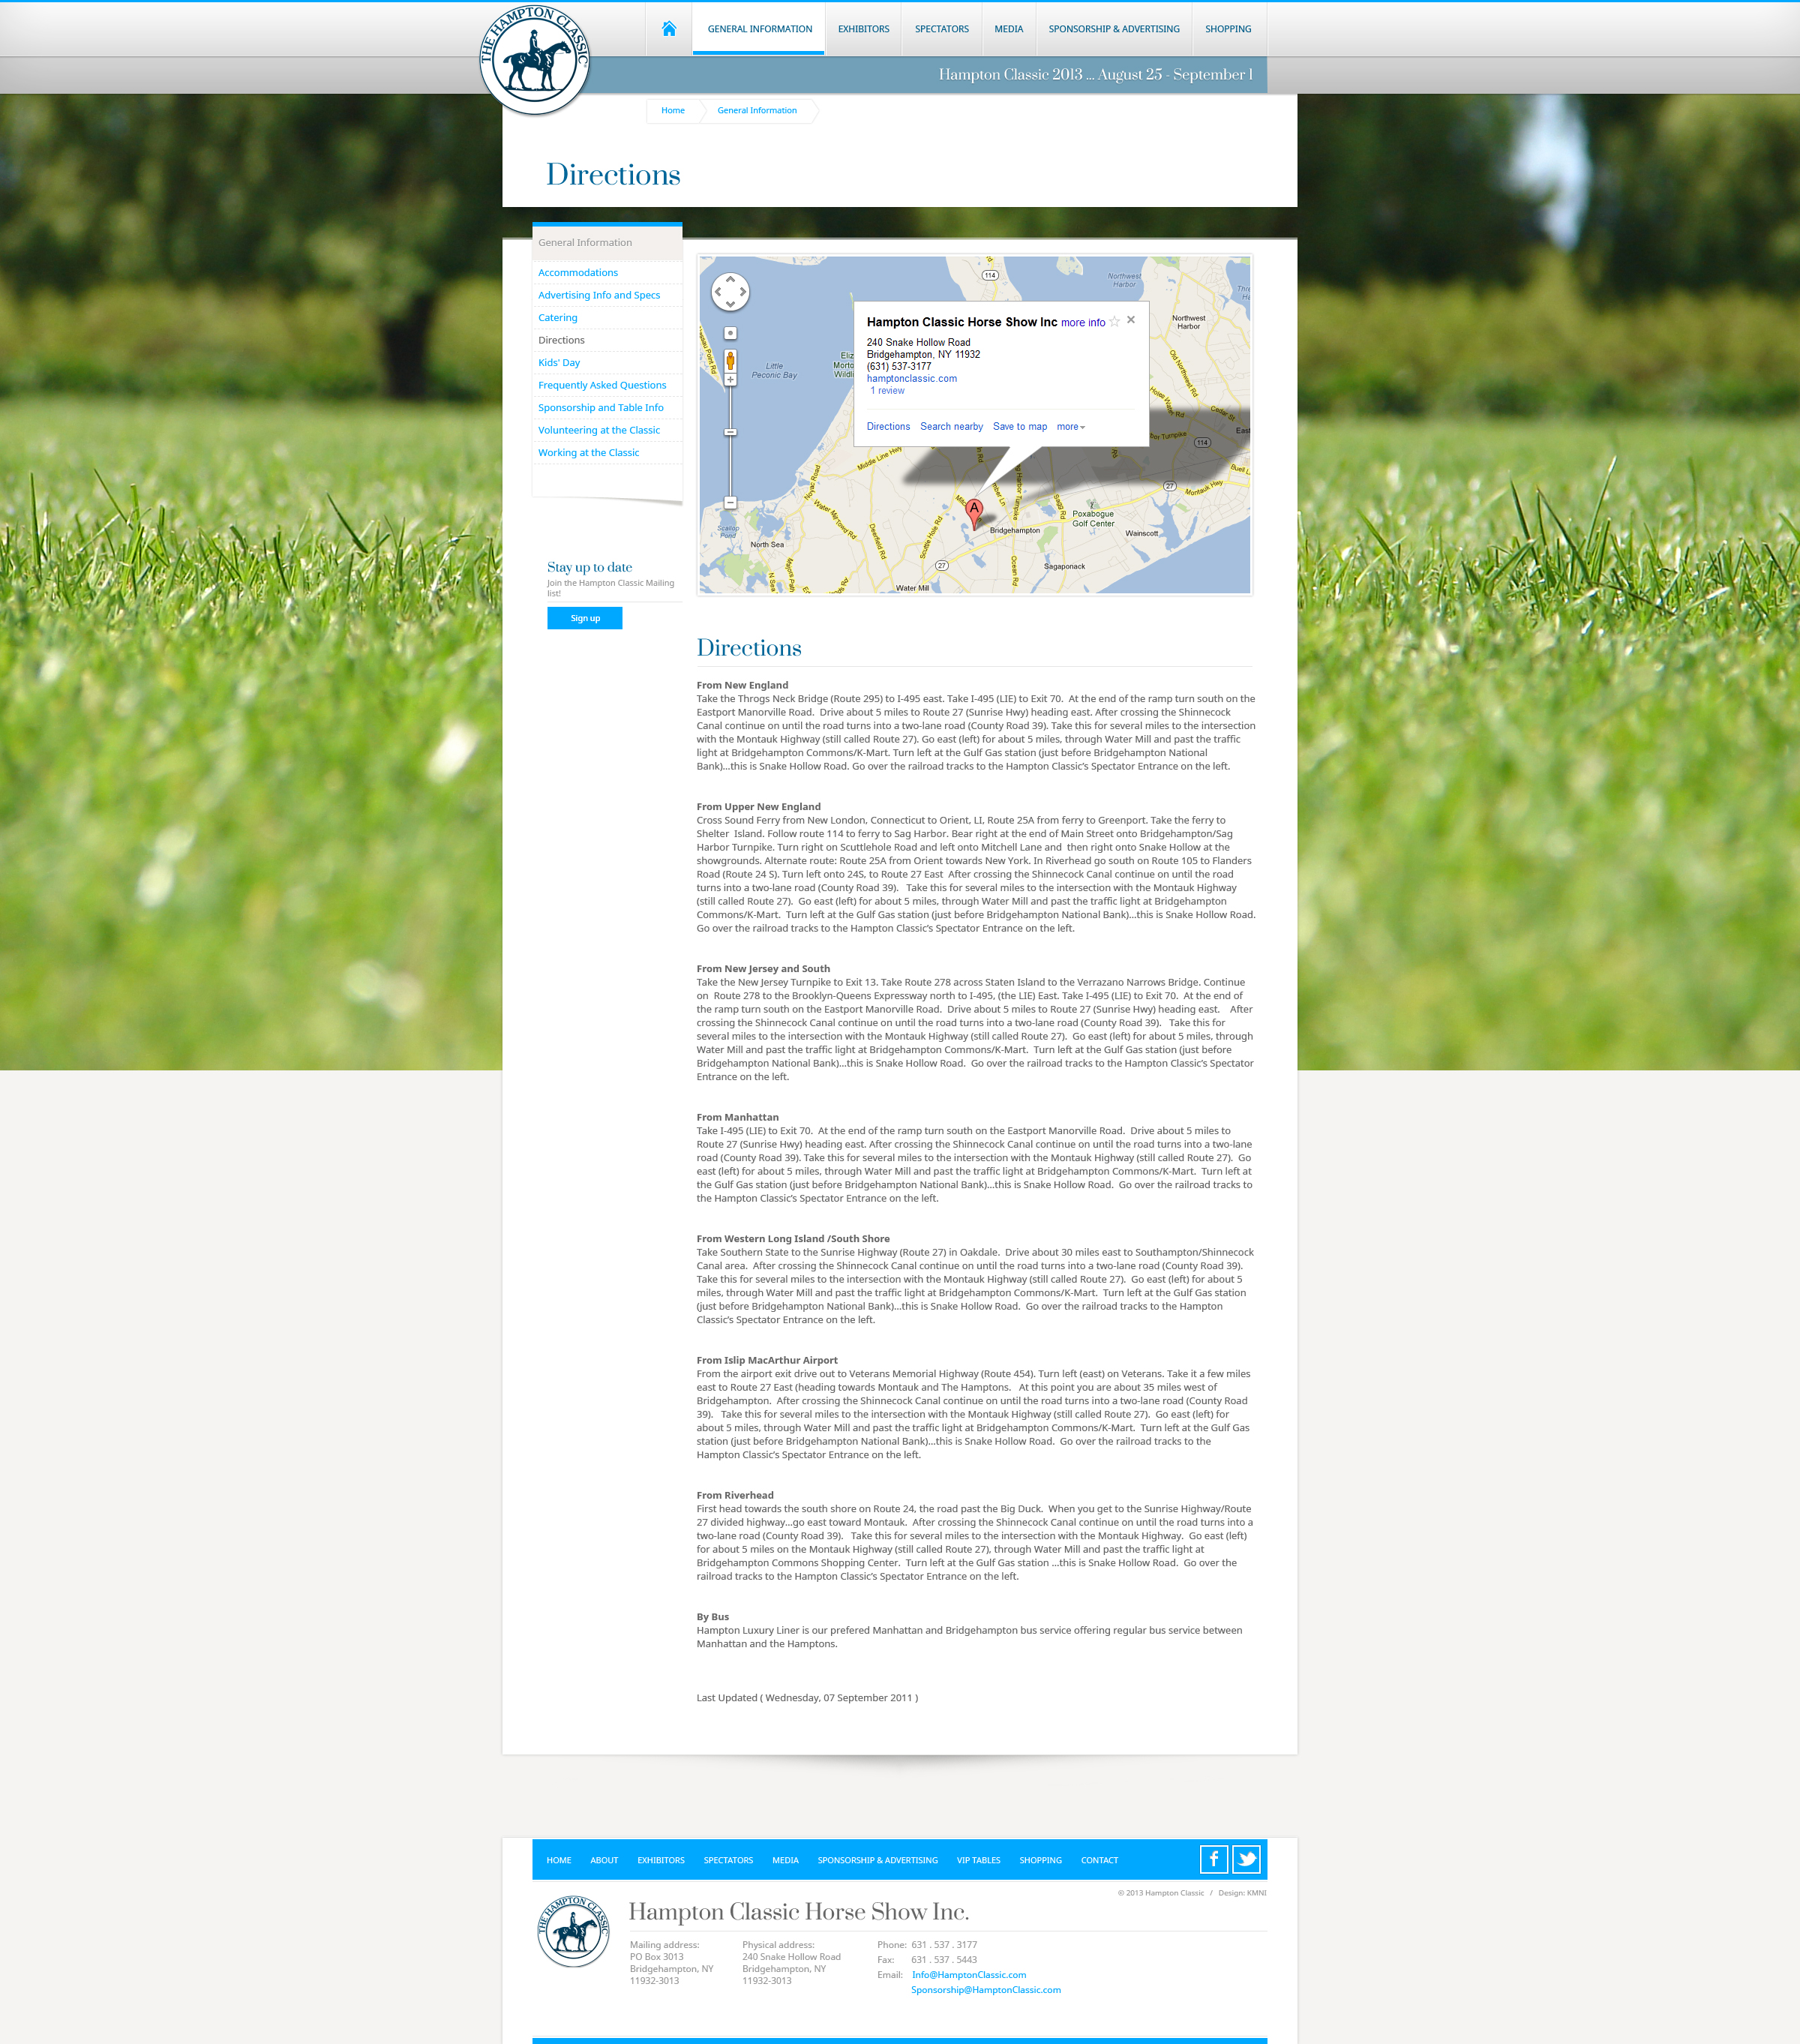 THE HAMPTON CLASSIC
GENERAL INFORMATION
EXHIBITORS
SPECTATORS
MEDIA
SPONSORSHIP & ADVERTISING
SHOPPING
Hampton Classic 2013 ... August 25 - September 1
Home
General Information
Directions
General Information
Accommodations
Advertising Info and Specs
Catering
Directions
Kids' Day
Frequently Asked Questions
Sponsorship and Table Info
Volunteering at the Classic
Working at the Classic
Stay up to date
Join the Hampton Classic Mailing
list!
Sign up
114
Northwest
Harbor
Northwest
Harbor
Little
Peconic Bay
Hampton Classic Horse Show Inc more info
240 Snake Hollow Road
Bridgehampton, NY 11932
(631) 537-3177
hamptonclassic.com
1 review
Directions Search nearby Save to map more
Old Northwest Rd
Cedar St
114
Middle Line Hwy
Noyac Road
27
Montauk Hwy
A
Poxabogue
Golf Center
Bridgehampton
Wainscott
Scallop
Pond
North Sea
Water Mill Towd Rd
Deerfield Rd
Scuttle Hole Rd
Sagg Rd
27
Ocean Rd
Sagaponack
Water Mill
Directions
From New England
Take the Throgs Neck Bridge (Route 295) to I-495 east. Take I-495 (LIE) to Exit 70.  At the end of the ramp turn south on the
Eastport Manorville Road.  Drive about 5 miles to Route 27 (Sunrise Hwy) heading east. After crossing the Shinnecock
Canal continue on until the road turns into a two-lane road (County Road 39). Take this for several miles to the intersection
with the Montauk Highway (still called Route 27). Go east (left) for about 5 miles, through Water Mill and past the traffic
light at Bridgehampton Commons/K-Mart. Turn left at the Gulf Gas station (just before Bridgehampton National
Bank)...this is Snake Hollow Road. Go over the railroad tracks to the Hampton Classic's Spectator Entrance on the left.
From Upper New England
Cross Sound Ferry from New London, Connecticut to Orient, LI, Route 25A from ferry to Greenport. Take the ferry to
Shelter  Island. Follow route 114 to ferry to Sag Harbor. Bear right at the end of Main Street onto Bridgehampton/Sag
Harbor Turnpike. Turn right on Scuttlehole Road and left onto Mitchell Lane and  then right onto Snake Hollow at the
showgrounds. Alternate route: Route 25A from Orient towards New York. In Riverhead go south on Route 105 to Flanders
Road (Route 24 S). Turn left onto 24S, to Route 27 East  After crossing the Shinnecock Canal continue on until the road
turns into a two-lane road (County Road 39).   Take this for several miles to the intersection with the Montauk Highway
(still called Route 27).  Go east (left) for about 5 miles, through Water Mill and past the traffic light at Bridgehampton
Commons/K-Mart.  Turn left at the Gulf Gas station (just before Bridgehampton National Bank)...this is Snake Hollow Road.
Go over the railroad tracks to the Hampton Classic's Spectator Entrance on the left.
From New Jersey and South
Take the New Jersey Turnpike to Exit 13. Take Route 278 across Staten Island to the Verrazano Narrows Bridge. Continue
on  Route 278 to the Brooklyn-Queens Expressway north to I-495, (the LIE) East. Take I-495 (LIE) to Exit 70.  At the end of
the ramp turn south on the Eastport Manorville Road.  Drive about 5 miles to Route 27 (Sunrise Hwy) heading east.    After
crossing the Shinnecock Canal continue on until the road turns into a two-lane road (County Road 39).   Take this for
several miles to the intersection with the Montauk Highway (still called Route 27).  Go east (left) for about 5 miles, through
Water Mill and past the traffic light at Bridgehampton Commons/K-Mart.  Turn left at the Gulf Gas station (just before
Bridgehampton National Bank)...this is Snake Hollow Road.  Go over the railroad tracks to the Hampton Classic's Spectator
Entrance on the left.
From Manhattan
Take I-495 (LIE) to Exit 70.  At the end of the ramp turn south on the Eastport Manorville Road.  Drive about 5 miles to
Route 27 (Sunrise Hwy) heading east. After crossing the Shinnecock Canal continue on until the road turns into a two-lane
road (County Road 39). Take this for several miles to the intersection with the Montauk Highway (still called Route 27).  Go
east (left) for about 5 miles, through Water Mill and past the traffic light at Bridgehampton Commons/K-Mart.  Turn left at
the Gulf Gas station (just before Bridgehampton National Bank)...this is Snake Hollow Road.  Go over the railroad tracks to
the Hampton Classic's Spectator Entrance on the left.
From Western Long Island /South Shore
Take Southern State to the Sunrise Highway (Route 27) in Oakdale.  Drive about 30 miles east to Southampton/Shinnecock
Canal area.  After crossing the Shinnecock Canal continue on until the road turns into a two-lane road (County Road 39).
Take this for several miles to the intersection with the Montauk Highway (still called Route 27).  Go east (left) for about 5
miles, through Water Mill and past the traffic light at Bridgehampton Commons/K-Mart.  Turn left at the Gulf Gas station
(just before Bridgehampton National Bank)...this is Snake Hollow Road.  Go over the railroad tracks to the Hampton
Classic's Spectator Entrance on the left.
From Islip MacArthur Airport
From the airport exit drive out to Veterans Memorial Highway (Route 454). Turn left (east) on Veterans. Take it a few miles
east to Route 27 East (heading towards Montauk and The Hamptons.   At this point you are about 35 miles west of
Bridgehampton.  After crossing the Shinnecock Canal continue on until the road turns into a two-lane road (County Road
39).   Take this for several miles to the intersection with the Montauk Highway (still called Route 27).  Go east (left) for
about 5 miles, through Water Mill and past the traffic light at Bridgehampton Commons/K-Mart.  Turn left at the Gulf Gas
station (just before Bridgehampton National Bank)...this is Snake Hollow Road.  Go over the railroad tracks to the
Hampton Classic's Spectator Entrance on the left.
From Riverhead
First head towards the south shore on Route 24, the road past the Big Duck.  When you get to the Sunrise Highway/Route
27 divided highway...go east toward Montauk.  After crossing the Shinnecock Canal continue on until the road turns into a
two-lane road (County Road 39).   Take this for several miles to the intersection with the Montauk Highway.  Go east (left)
for about 5 miles on the Montauk Highway (still called Route 27), through Water Mill and past the traffic light at
Bridgehampton Commons Shopping Center.  Turn left at the Gulf Gas station ...this is Snake Hollow Road.  Go over the
railroad tracks to the Hampton Classic's Spectator Entrance on the left.
By Bus
Hampton Luxury Liner is our prefered Manhattan and Bridgehampton bus service offering regular bus service between
Manhattan and the Hamptons.
Last Updated ( Wednesday, 07 September 2011 )
HOME
ABOUT
EXHIBITORS
SPECTATORS
MEDIA
SPONSORSHIP & ADVERTISING
VIP TABLES
SHOPPING
CONTACT
© 2013 Hampton Classic / Design: KMNI
THE HAMPTON CLASSIC
Hampton Classic Horse Show Inc.
Mailing address:
PO Box 3013
Bridgehampton, NY
11932-3013
Physical address:
240 Snake Hollow Road
Bridgehampton, NY
11932-3013
Phone: 631 . 537 . 3177
Fax: 631 . 537 . 5443
Email: Info@HamptonClassic.com
Sponsorship@HamptonClassic.com